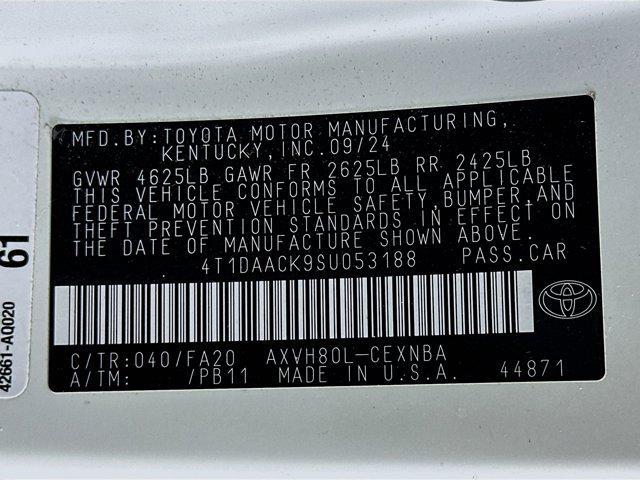 MFD.BY:TOYOTA MOTOR MANUFACTURING,
KENTUCKY,INC.09/24
GVWR 4625LB GAWR FR 2625LB RR 2425LB
THIS VEHICLE CONFORMS TO ALL APPLICABLE
FEDERAL MOTOR VEHICLE SAFETY,BUMPER,AND
THEFT PREVENTION STANDARDS IN EFFECT ON
THE DATE OF MANUFACTURE SHOWN ABOVE.
4T1DAACK9SU053188 PASS.CAR
C/TR:040/FA20 AXVH80L-CEXNBA
A/TM: /PB11 MADE IN U.S.A. 44871
61
42661-AQ020